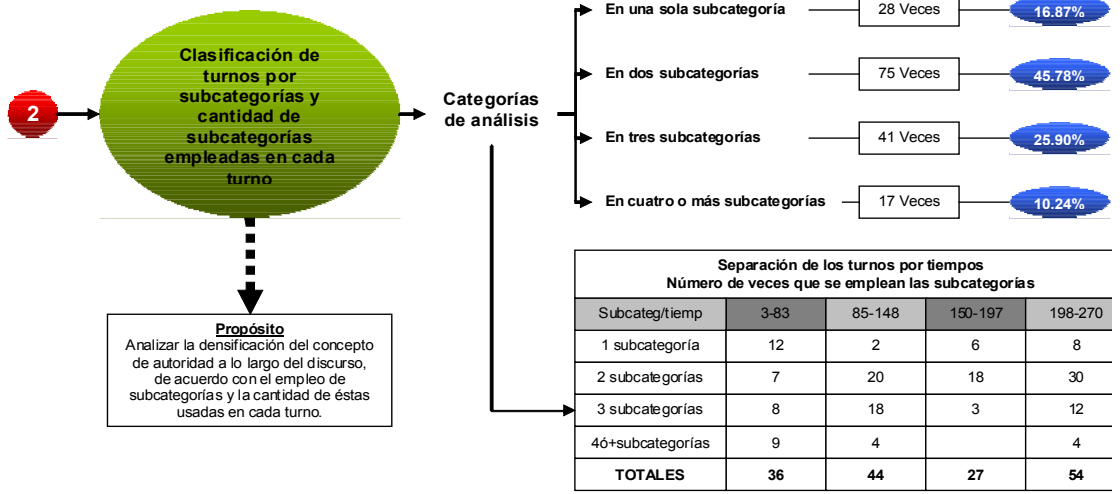 2
Clasificación de
turnos por
subcategorías y
cantidad de
subcategorías
empleadas en cada
turno
Categorías
de análisis
En una sola subcategoría 28 Veces 16.87%
En dos subcategorías 75 Veces 45.78%
En tres subcategorías 41 Veces 25.90%
En cuatro o más subcategorías 17 Veces 10.24%
Propósito
Analizar la densificación del concepto
de autoridad a lo largo del discurso,
de acuerdo con el empleo de
subcategorías y la cantidad de éstas
usadas en cada turno.
Separación de los turnos por tiempos
Número de veces que se emplean las subcategorías
Subcateg/tiemp 3-83 85-148 150-197 198-270
1 subcategoría 12 2 6 8
2 subcategorías 7 20 18 30
3 subcategorías 8 18 3 12
4ó+subcategorías 9 4 4
TOTALES 36 44 27 54